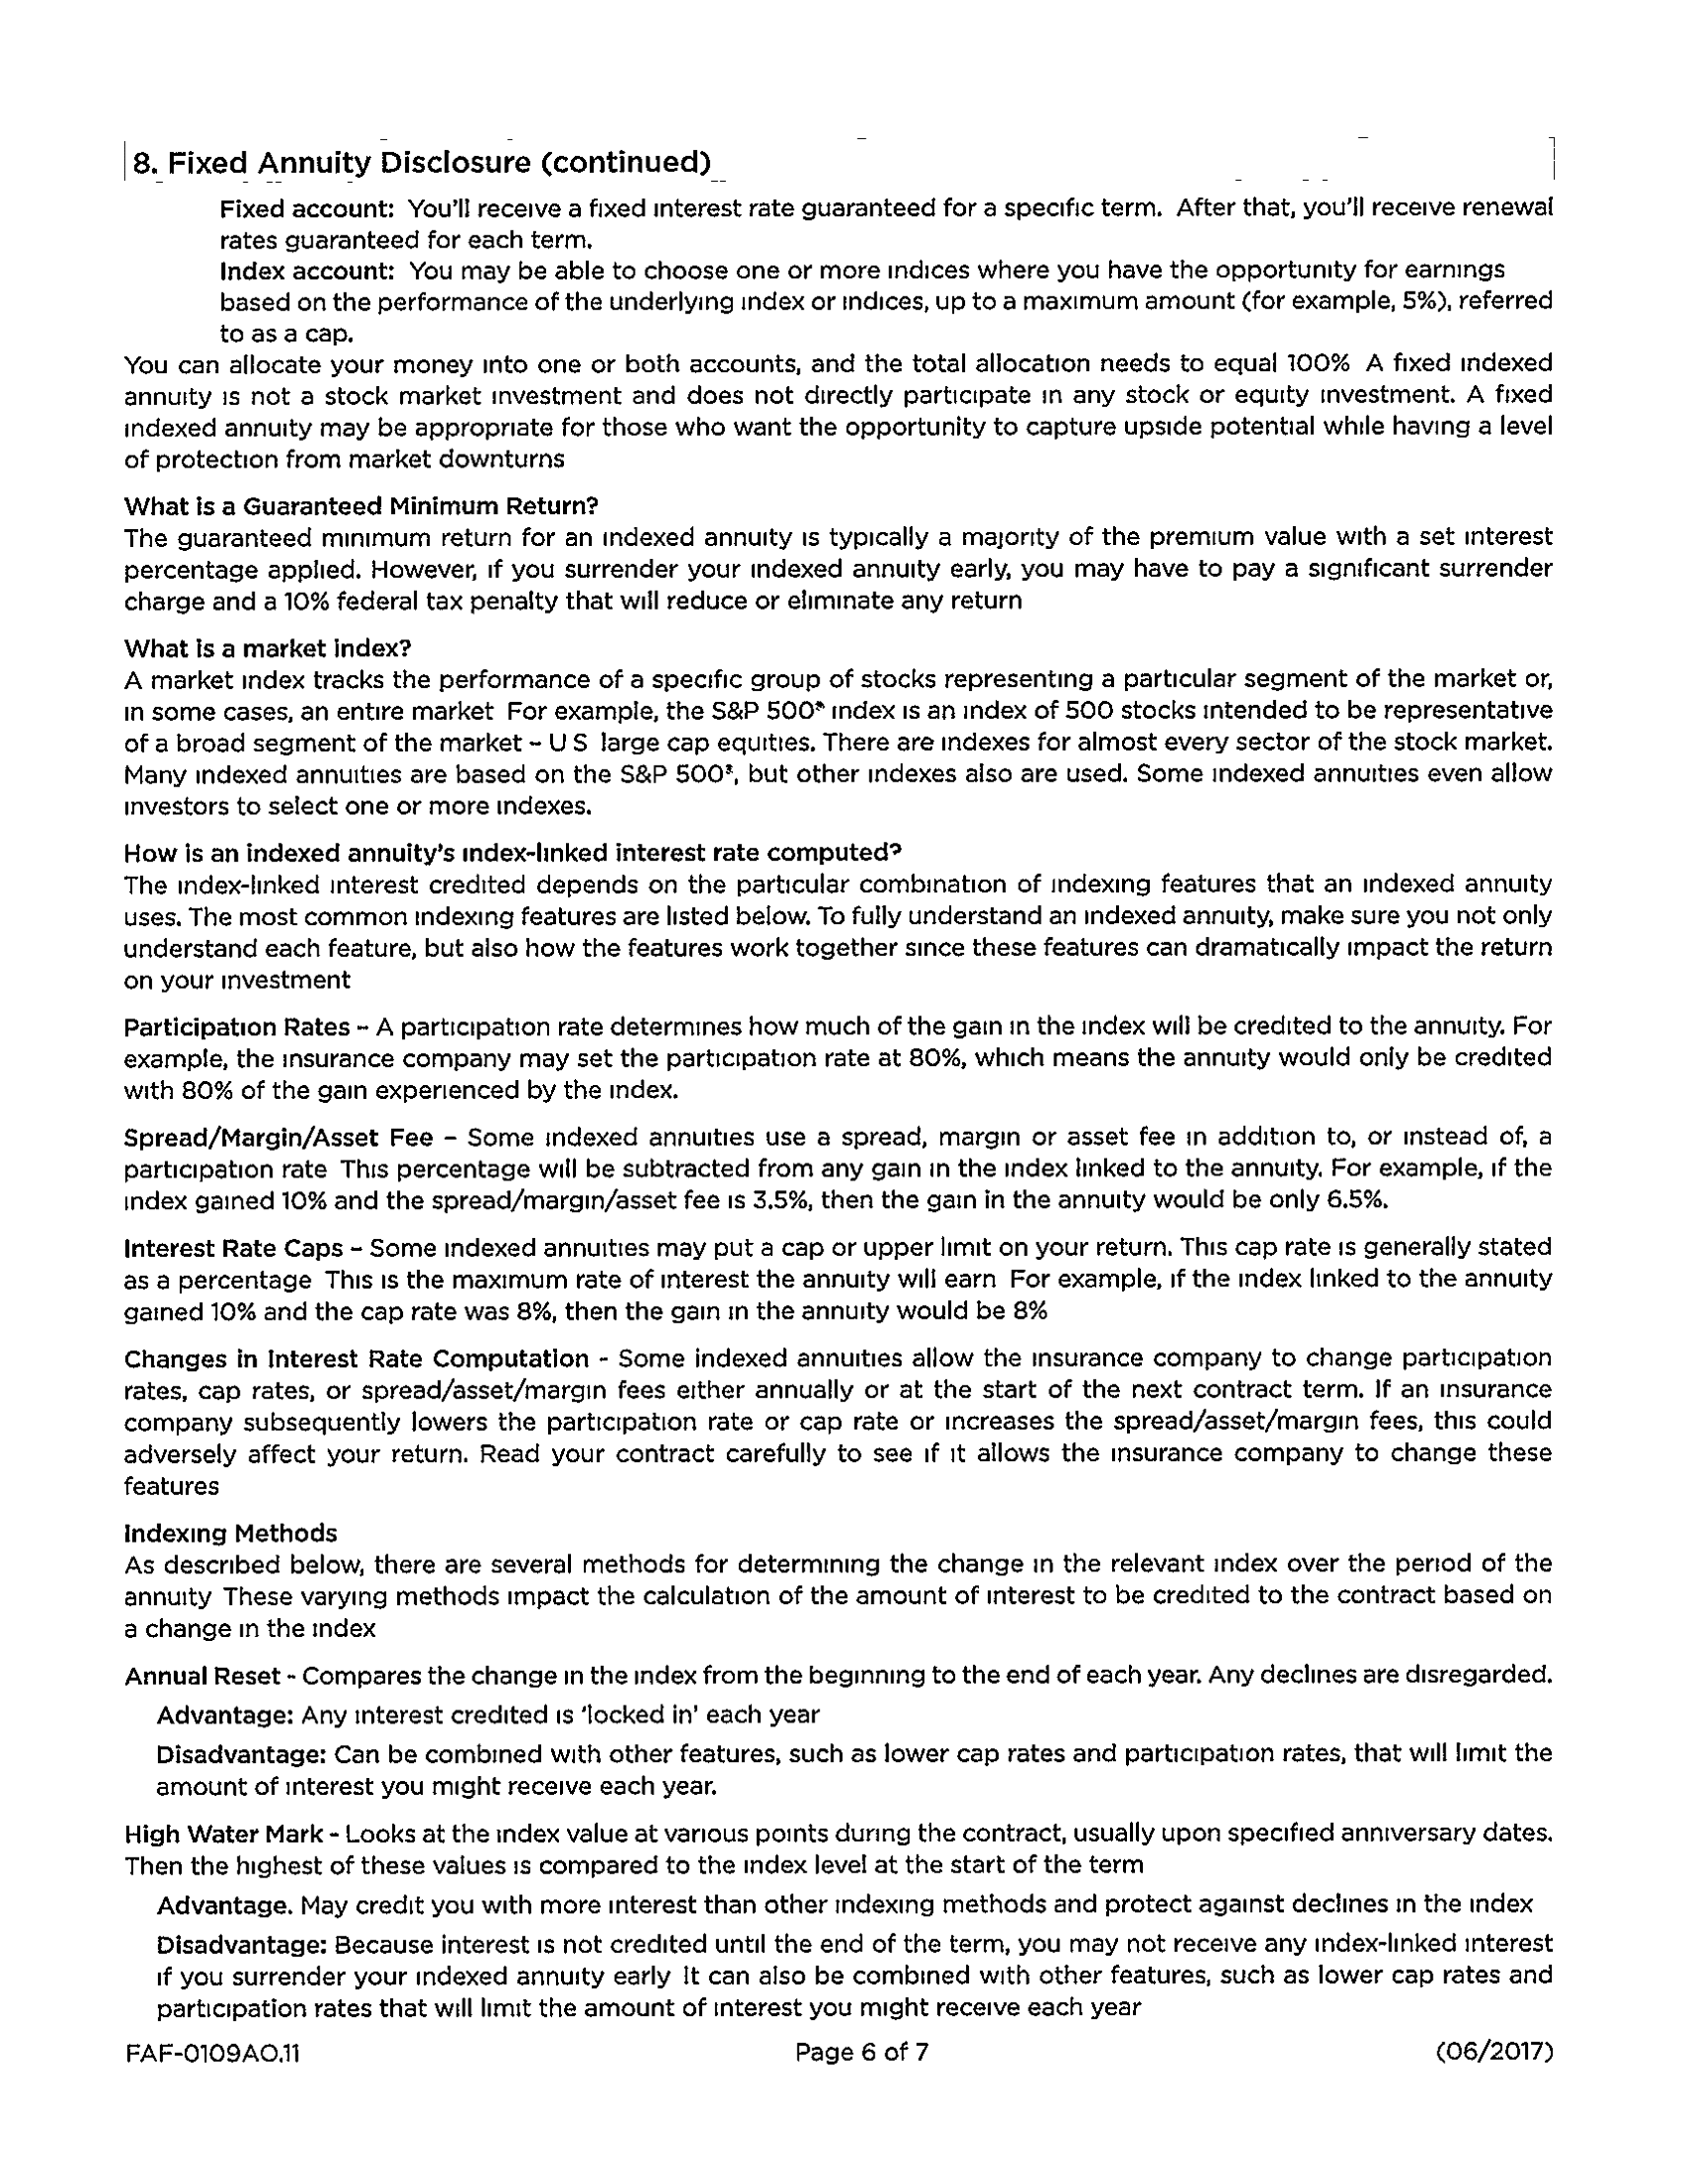 8. Fixed Annuity Disclosure (continued)
Fixed account: You'll receive a fixed interest rate guaranteed for a specific term. After that, you'll receive renewal
rates guaranteed for each term.
Index account: You may be able to choose one or more indices where you have the opportunity for earnings
based on the performance of the underlying index or indices, up to a maximum amount (for example, 5%), referred
to as a cap.
You can allocate your money into one or both accounts, and the total allocation needs to equal 100% A fixed indexed
annuity is not a stock market investment and does not directly participate in any stock or equity investment. A fixed
indexed annuity may be appropriate for those who want the opportunity to capture upside potential while having a level
of protection from market downturns
What is a Guaranteed Minimum Return?
The guaranteed minimum return for an indexed annuity is typically a majority of the premium value with a set interest
percentage applied. However, if you surrender your indexed annuity early, you may have to pay a significant surrender
charge and a 10% federal tax penalty that will reduce or eliminate any return
What is a market index?
A market index tracks the performance of a specific group of stocks representing a particular segment of the market or,
in some cases, an entire market For example, the S&P 500® index is an index of 500 stocks intended to be representative
of a broad segment of the market – U S large cap equities. There are indexes for almost every sector of the stock market.
Many indexed annuities are based on the S&P 500®, but other indexes also are used. Some indexed annuities even allow
investors to select one or more indexes.
How is an indexed annuity's index-linked interest rate computed?
The index-linked interest credited depends on the particular combination of indexing features that an indexed annuity
uses. The most common indexing features are listed below. To fully understand an indexed annuity, make sure you not only
understand each feature, but also how the features work together since these features can dramatically impact the return
on your investment
Participation Rates – A participation rate determines how much of the gain in the index will be credited to the annuity. For
example, the insurance company may set the participation rate at 80%, which means the annuity would only be credited
with 80% of the gain experienced by the index.
Spread/Margin/Asset Fee – Some indexed annuities use a spread, margin or asset fee in addition to, or instead of, a
participation rate This percentage will be subtracted from any gain in the index linked to the annuity. For example, if the
index gained 10% and the spread/margin/asset fee is 3.5%, then the gain in the annuity would be only 6.5%.
Interest Rate Caps – Some indexed annuities may put a cap or upper limit on your return. This cap rate is generally stated
as a percentage This is the maximum rate of interest the annuity will earn For example, if the index linked to the annuity
gained 10% and the cap rate was 8%, then the gain in the annuity would be 8%
Changes in Interest Rate Computation - Some indexed annuities allow the insurance company to change participation
rates, cap rates, or spread/asset/margin fees either annually or at the start of the next contract term. If an insurance
company subsequently lowers the participation rate or cap rate or increases the spread/asset/margin fees, this could
adversely affect your return. Read your contract carefully to see if it allows the insurance company to change these
features
Indexing Methods
As described below, there are several methods for determining the change in the relevant index over the period of the
annuity These varying methods impact the calculation of the amount of interest to be credited to the contract based on
a change in the index
Annual Reset - Compares the change in the index from the beginning to the end of each year. Any declines are disregarded.
Advantage: Any interest credited is 'locked in' each year
Disadvantage: Can be combined with other features, such as lower cap rates and participation rates, that will limit the
amount of interest you might receive each year.
High Water Mark - Looks at the index value at various points during the contract, usually upon specified anniversary dates.
Then the highest of these values is compared to the index level at the start of the term
Advantage. May credit you with more interest than other indexing methods and protect against declines in the index
Disadvantage: Because interest is not credited until the end of the term, you may not receive any index-linked interest
if you surrender your indexed annuity early It can also be combined with other features, such as lower cap rates and
participation rates that will limit the amount of interest you might receive each year
FAF-0109AO.11 Page 6 of 7 (06/2017)